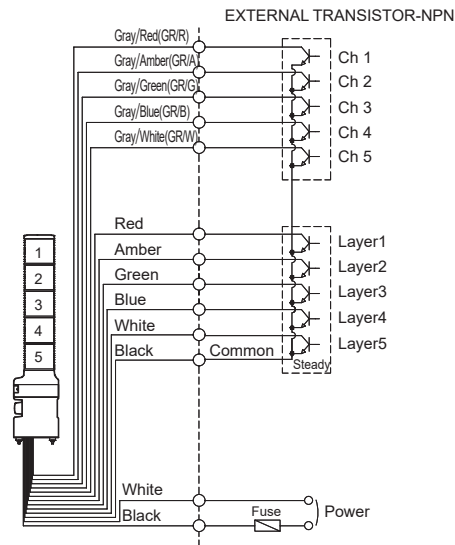 EXTERNAL TRANSISTOR-NPN
Gray/Red(GR/R)
Ch 1
Gray/Amber(GR/A)
Ch 2
Gray/Green(GR/G)
Ch 3
Gray/Blue(GR/B)
Ch 4
Gray/White(GR/W)
Ch 5
Red
Layer1
Amber
Layer2
Green
Layer3
Blue
Layer4
White
Layer5
Black
Common
Steady
1
2
3
4
5
White
Black
Fuse
Power